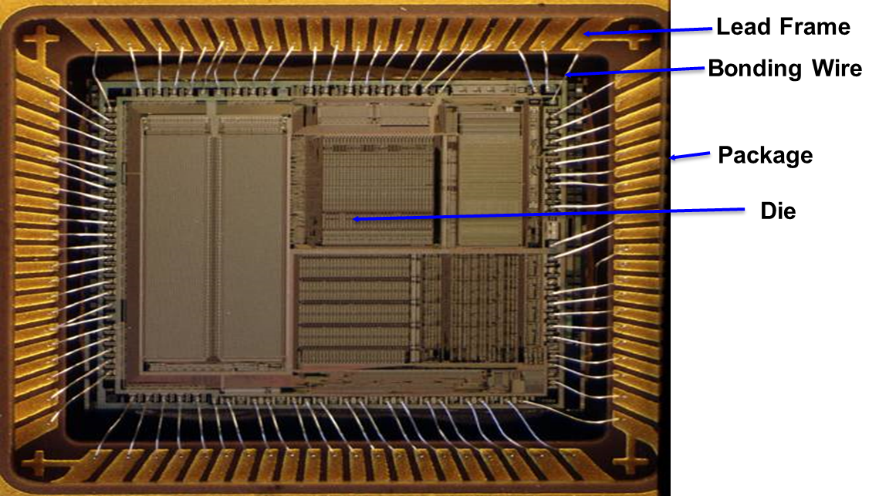 Lead Frame
Bonding Wire
Package
Die